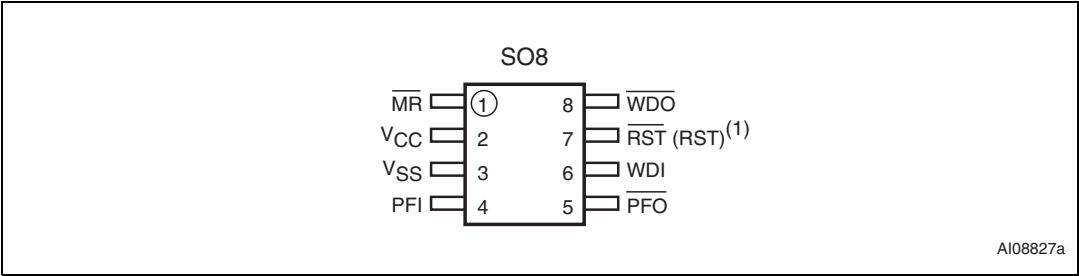 SO8
MR 1 8 WDO
VCC 2 7 RST (RST)(1)
VSS 3 6 WDI
PFI 4 5 PFO
AI08827a